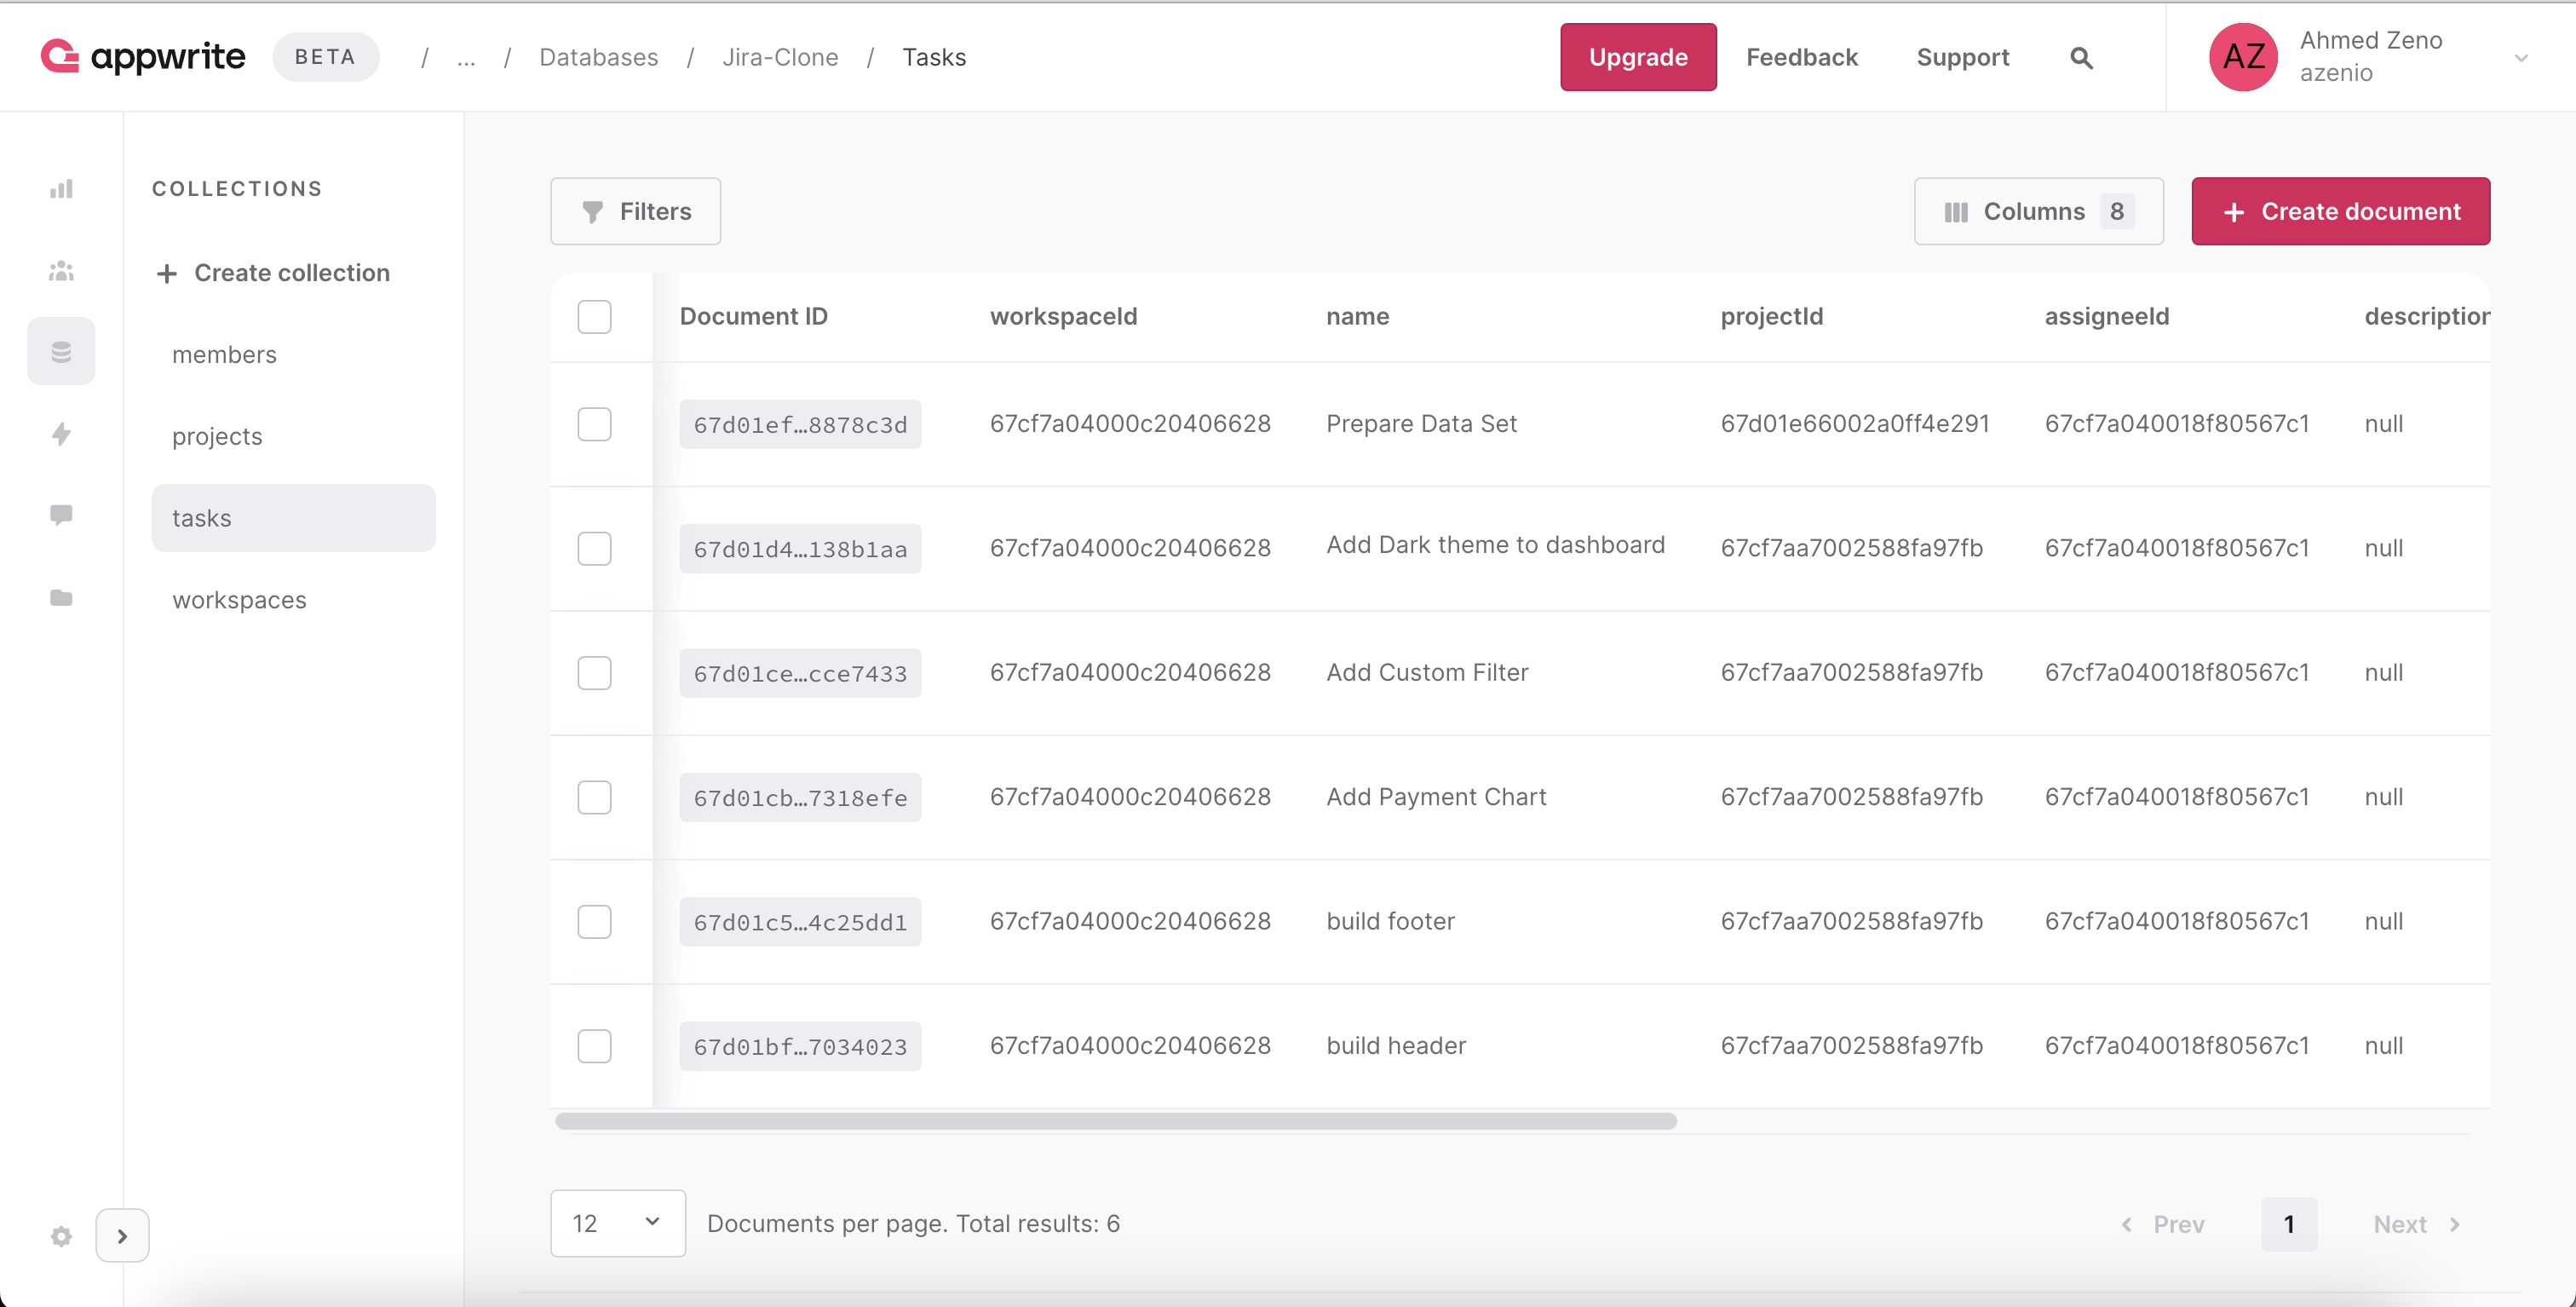 appwrite BETA / ... / Databases / Jira-Clone / Tasks Upgrade Feedback Support AZ Ahmed Zeno
azenio
COLLECTIONS
+ Create collection
members
projects
tasks
workspaces
Filters Columns 8 + Create document
Document ID workspaceId name projectId assigneeId description
67d01ef…8878c3d 67cf7a04000c20406628 Prepare Data Set 67d01e66002a0ff4e291 67cf7a040018f80567c1 null
67d01d4…138b1aa 67cf7a04000c20406628 Add Dark theme to dashboard 67cf7aa7002588fa97fb 67cf7a040018f80567c1 null
67d01ce…cce7433 67cf7a04000c20406628 Add Custom Filter 67cf7aa7002588fa97fb 67cf7a040018f80567c1 null
67d01cb…7318efe 67cf7a04000c20406628 Add Payment Chart 67cf7aa7002588fa97fb 67cf7a040018f80567c1 null
67d01c5…4c25dd1 67cf7a04000c20406628 build footer 67cf7aa7002588fa97fb 67cf7a040018f80567c1 null
67d01bf…7034023 67cf7a04000c20406628 build header 67cf7aa7002588fa97fb 67cf7a040018f80567c1 null
12 Documents per page. Total results: 6 Prev 1 Next